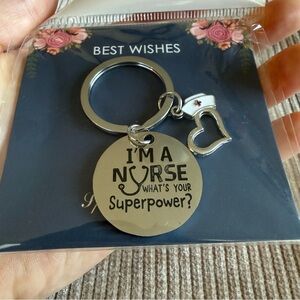 BEST WISHES
I'M A
NURSE
WHAT'S YOUR
Superpower?